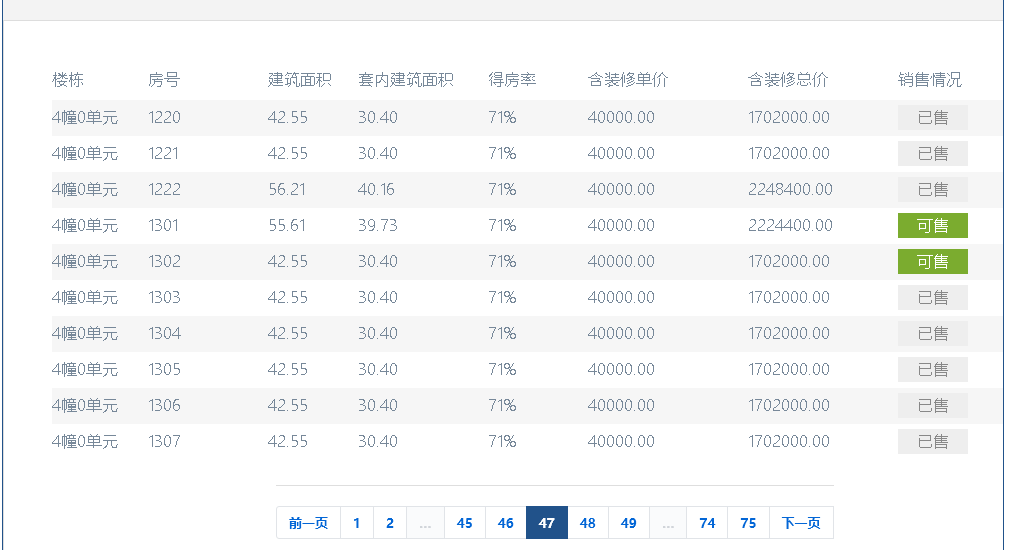 楼栋 房号 建筑面积 套内建筑面积 得房率 含装修单价 含装修总价 销售情况
4幢0单元 1220 42.55 30.40 71% 40000.00 1702000.00 已售
4幢0单元 1221 42.55 30.40 71% 40000.00 1702000.00 已售
4幢0单元 1222 56.21 40.16 71% 40000.00 2248400.00 已售
4幢0单元 1301 55.61 39.73 71% 40000.00 2224400.00 可售
4幢0单元 1302 42.55 30.40 71% 40000.00 1702000.00 可售
4幢0单元 1303 42.55 30.40 71% 40000.00 1702000.00 已售
4幢0单元 1304 42.55 30.40 71% 40000.00 1702000.00 已售
4幢0单元 1305 42.55 30.40 71% 40000.00 1702000.00 已售
4幢0单元 1306 42.55 30.40 71% 40000.00 1702000.00 已售
4幢0单元 1307 42.55 30.40 71% 40000.00 1702000.00 已售
前一页 1 2 ... 45 46 47 48 49 ... 74 75 下一页